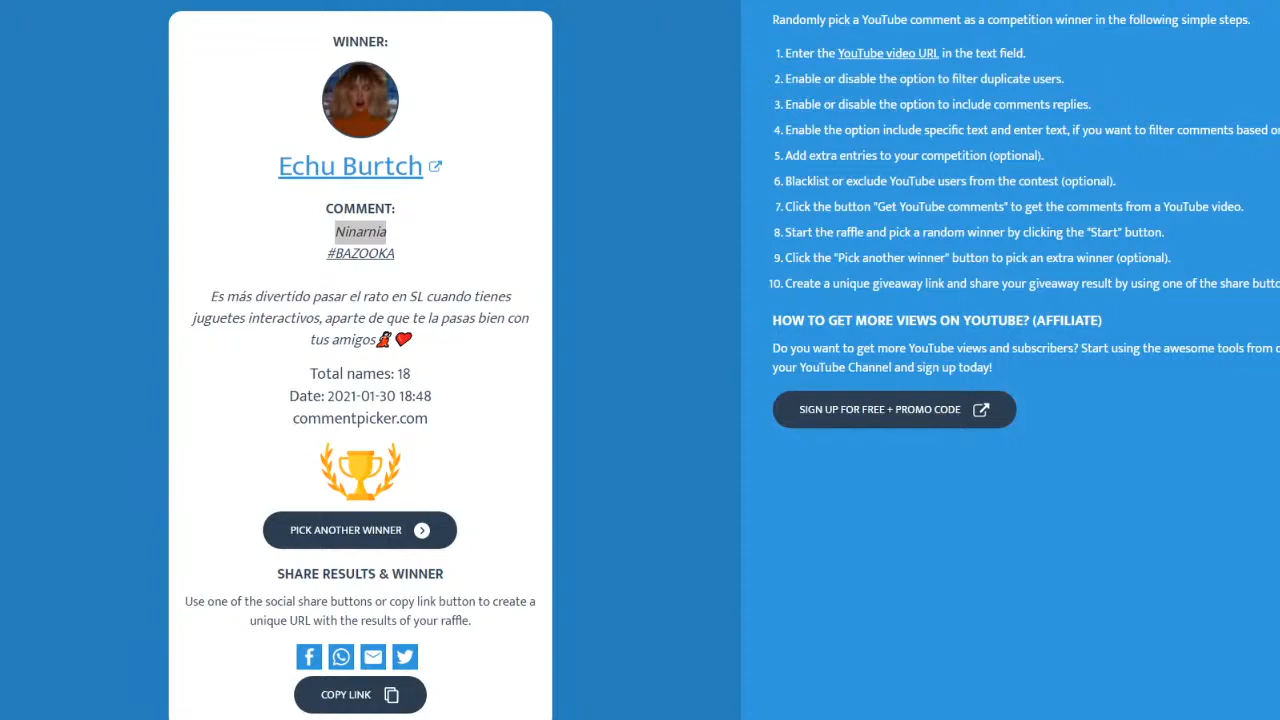 WINNER:
Echu Burtch
COMMENT:
Ninarnia
#BAZOOKA
Es más divertido pasar el rato en SL cuando tienes
juguetes interactivos, aparte de que te la pasas bien con
tus amigos💃❤️
Total names: 18
Date: 2021-01-30 18:48
commentpicker.com
PICK ANOTHER WINNER
SHARE RESULTS & WINNER
Use one of the social share buttons or copy link button to create a
unique URL with the results of your raffle.
COPY LINK
Randomly pick a YouTube comment as a competition winner in the following simple steps.
1. Enter the YouTube video URL in the text field.
2. Enable or disable the option to filter duplicate users.
3. Enable or disable the option to include comments replies.
4. Enable the option include specific text and enter text, if you want to filter comments based
5. Add extra entries to your competition (optional).
6. Blacklist or exclude YouTube users from the contest (optional).
7. Click the button "Get YouTube comments" to get the comments from a YouTube video.
8. Start the raffle and pick a random winner by clicking the "Start" button.
9. Click the "Pick another winner" button to pick an extra winner (optional).
10. Create a unique giveaway link and share your giveaway result by using one of the share
HOW TO GET MORE VIEWS ON YOUTUBE? (AFFILIATE)
Do you want to get more YouTube views and subscribers? Start using the awesome tools from
your YouTube Channel and sign up today!
SIGN UP FOR FREE + PROMO CODE